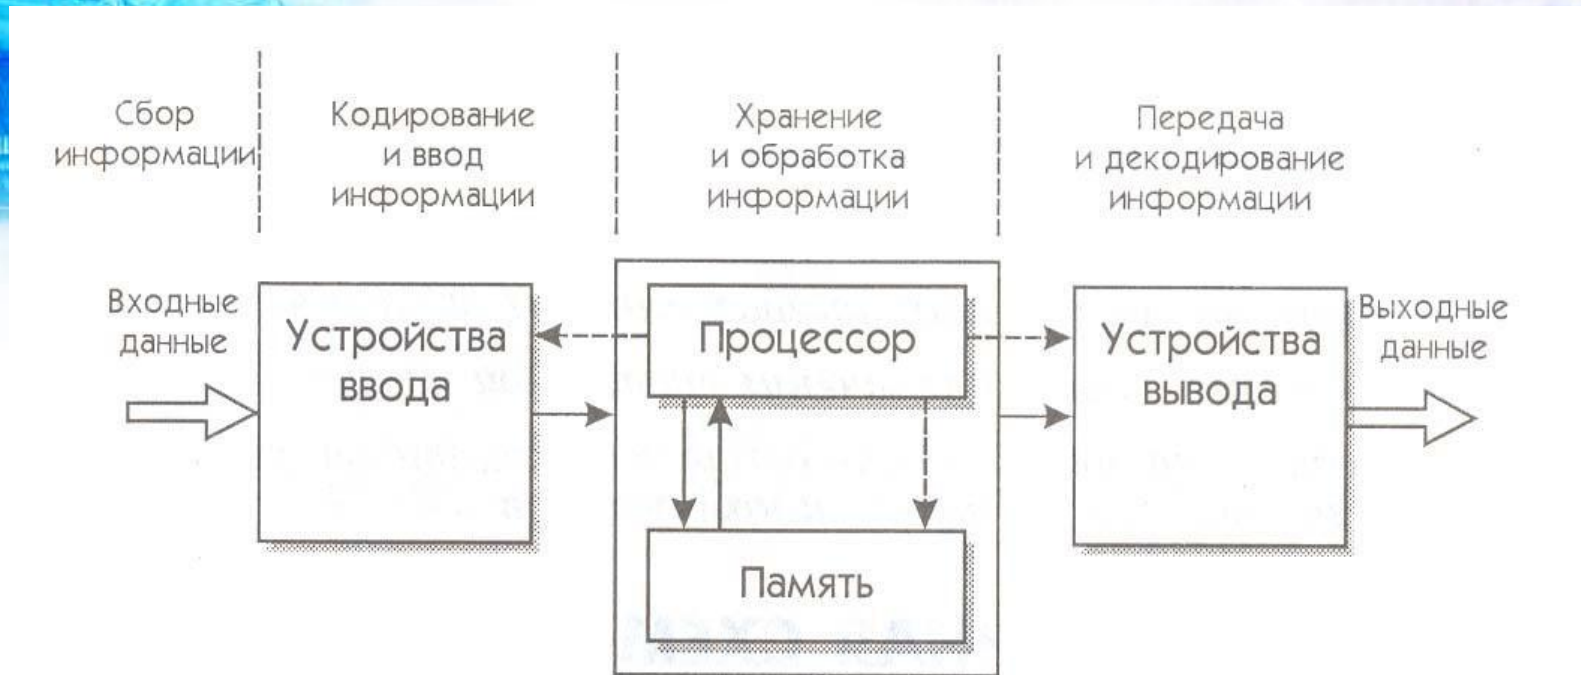 Сбор
информации
Кодирование
и ввод
информации
Хранение
и обработка
информации
Передача
и декодирование
информации
Входные
данные
Устройства
ввода
Процессор
Память
Устройства
вывода
Выходные
данные